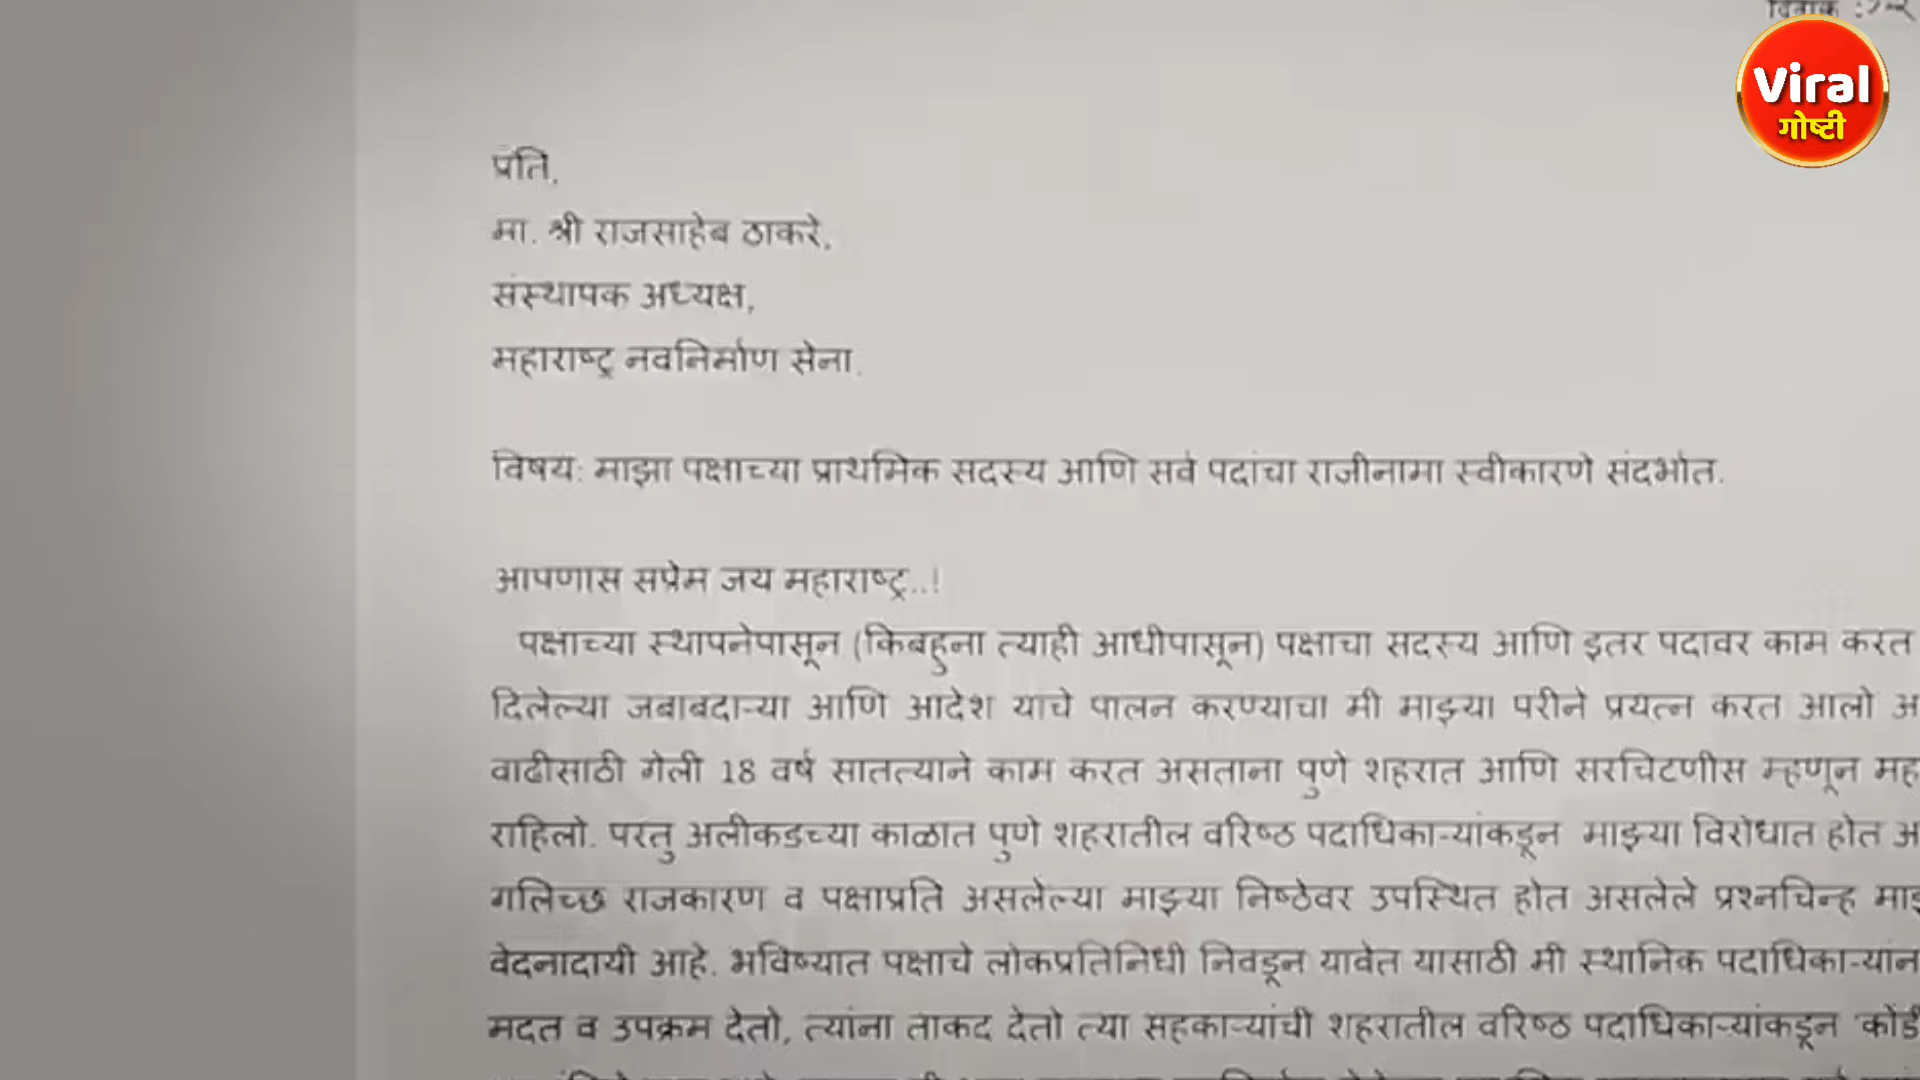 दिनांक :
Viral
गोष्टी
प्रति,
मा. श्री राजसाहेब ठाकरे,
संस्थापक अध्यक्ष,
महाराष्ट्र नवनिर्माण सेना.
विषय: माझा पक्षाच्या प्राथमिक सदस्य आणि सर्व पदांचा राजीनामा स्वीकारणे संदर्भात.
आपणास सप्रेम जय महाराष्ट्र..!
पक्षाच्या स्थापनेपासून (किंबहुना त्याही आधीपासून) पक्षाचा सदस्य आणि इतर पदावर काम करत
दिलेल्या जबाबदाऱ्या आणि आदेश याचे पालन करण्याचा मी माझ्या परीने प्रयत्न करत आलो
वाढीसाठी गेली 18 वर्ष सातत्याने काम करत असताना पुणे शहरात आणि सरचिटणीस म्हणून
राहिलो. परंतु अलीकडच्या काळात पुणे शहरातील वरिष्ठ पदाधिकाऱ्यांकडून माझ्या विरोधात होत
गलिच्छ राजकारण व पक्षाप्रति असलेल्या माझ्या निष्ठेवर उपस्थित होत असलेले प्रश्नचिन्ह
वेदनादायी आहे. भविष्यात पक्षाचे लोकप्रतिनिधी निवडून यावेत यासाठी मी स्थानिक पदाधिकाऱ्यांन
मदत व उपक्रम देतो, त्यांना ताकद देतो त्या सहकाऱ्यांची शहरातील वरिष्ठ पदाधिकाऱ्यांकडून